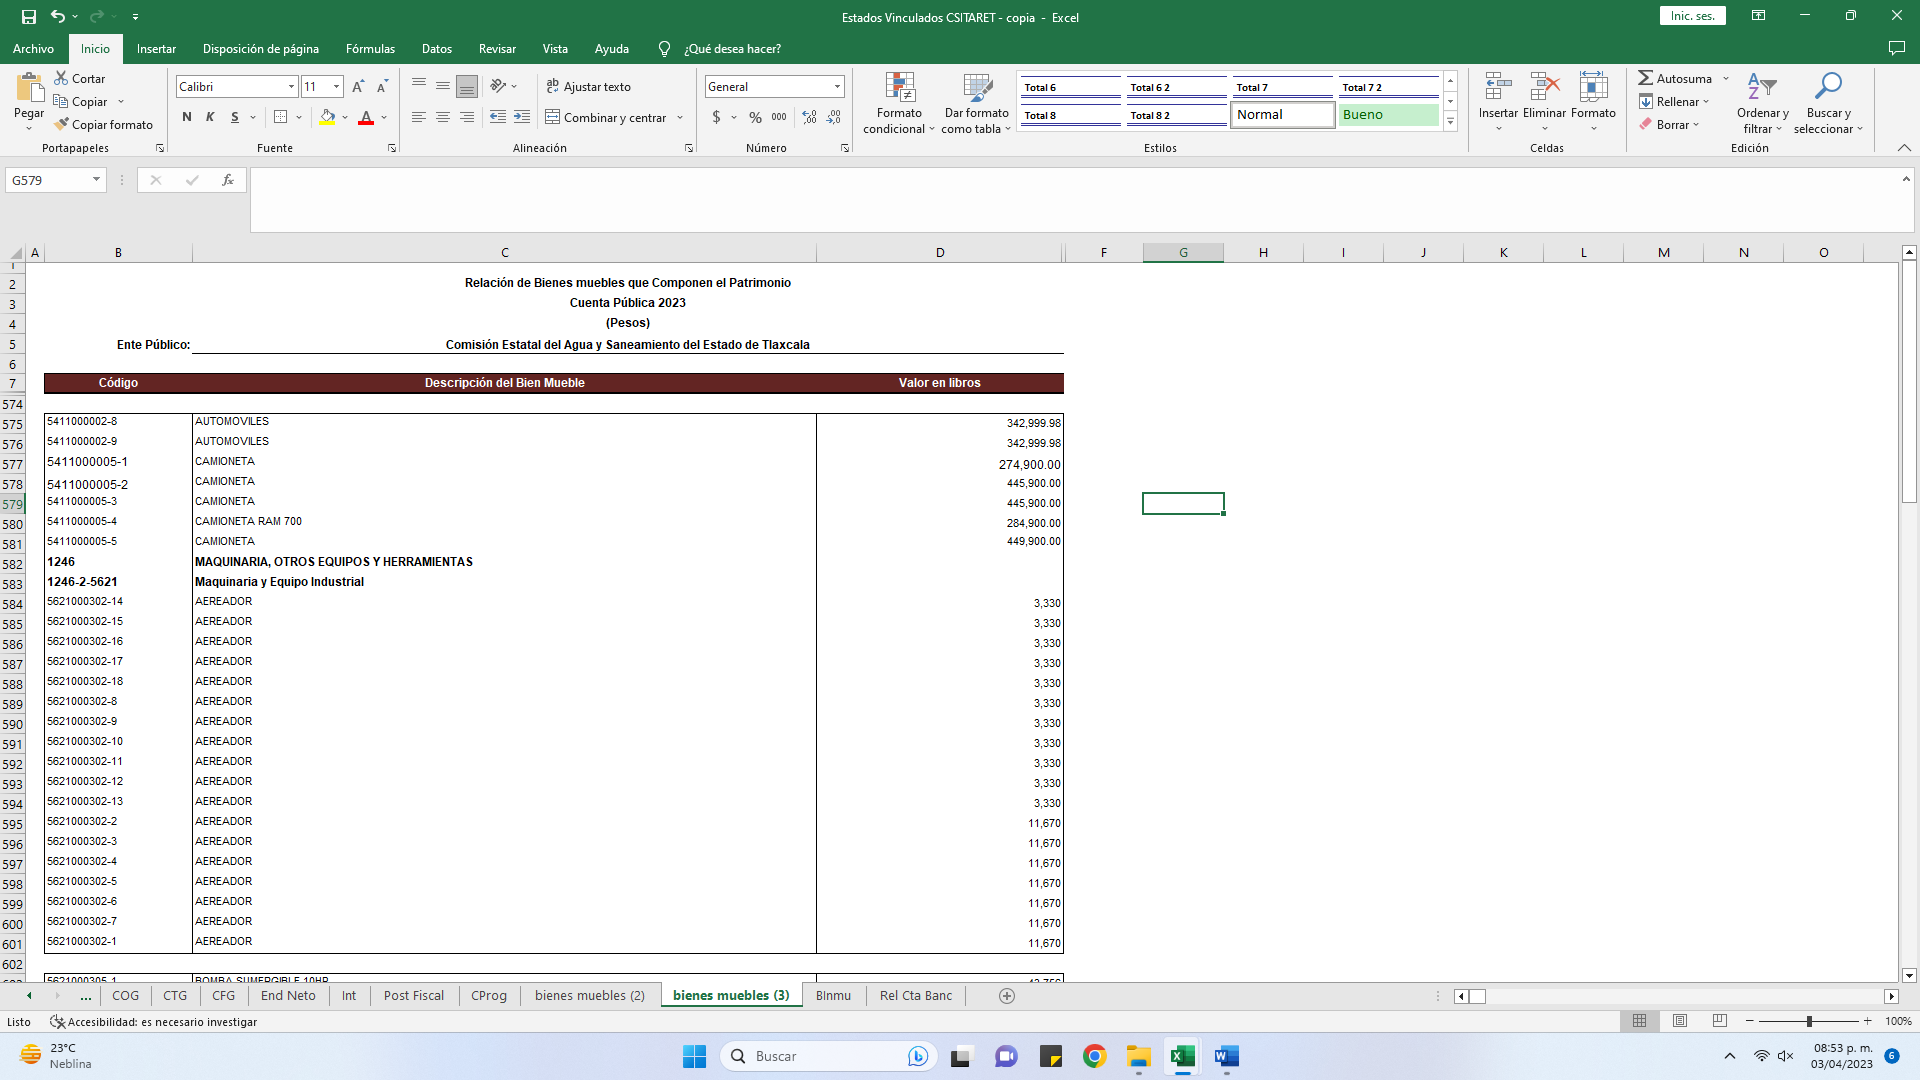 Estados Vinculados CSITARET - copia - Excel
Inic. ses.
Archivo Inicio Insertar Disposición de página Fórmulas Datos Revisar Vista Ayuda ¿Qué desea hacer?
Pegar
Cortar
Copiar
Copiar formato
Portapapeles
Calibri 11
N K S
Fuente
Ajustar texto
Combinar y centrar
Alineación
General
$ % 000
Número
Formato condicional
Dar formato como tabla
Total 6 Total 6 2 Total 7 Total 7 2
Total 8 Total 8 2 Normal Bueno
Estilos
Insertar Eliminar Formato
Celdas
Autosuma
Rellenar
Borrar
Ordenar y filtrar
Buscar y seleccionar
Edición
G579
fx
A B C D F G H I J K L M N O
1
2 Relación de Bienes muebles que Componen el Patrimonio
3 Cuenta Pública 2023
4 (Pesos)
5 Ente Público: Comisión Estatal del Agua y Saneamiento del Estado de Tlaxcala
6
7 Código Descripción del Bien Mueble Valor en libros
574
575 5411000002-8 AUTOMOVILES 342,999.98
576 5411000002-9 AUTOMOVILES 342,999.98
577 5411000005-1 CAMIONETA 274,900.00
578 5411000005-2 CAMIONETA 445,900.00
579 5411000005-3 CAMIONETA 445,900.00
580 5411000005-4 CAMIONETA RAM 700 284,900.00
581 5411000005-5 CAMIONETA 449,900.00
582 1246 MAQUINARIA, OTROS EQUIPOS Y HERRAMIENTAS
583 1246-2-5621 Maquinaria y Equipo Industrial
584 5621000302-14 AEREADOR 3,330
585 5621000302-15 AEREADOR 3,330
586 5621000302-16 AEREADOR 3,330
587 5621000302-17 AEREADOR 3,330
588 5621000302-18 AEREADOR 3,330
589 5621000302-8 AEREADOR 3,330
590 5621000302-9 AEREADOR 3,330
591 5621000302-10 AEREADOR 3,330
592 5621000302-11 AEREADOR 3,330
593 5621000302-12 AEREADOR 3,330
594 5621000302-13 AEREADOR 3,330
595 5621000302-2 AEREADOR 11,670
596 5621000302-3 AEREADOR 11,670
597 5621000302-4 AEREADOR 11,670
598 5621000302-5 AEREADOR 11,670
599 5621000302-6 AEREADOR 11,670
600 5621000302-7 AEREADOR 11,670
601 5621000302-1 AEREADOR 11,670
602
5621000305-1 BOMBA SUMERGIBLE 10HP
... COG CTG CFG End Neto Int Post Fiscal CProg bienes muebles (2) bienes muebles (3) BInmu Rel Cta Banc
Listo Accesibilidad: es necesario investigar 100%
23°C
Neblina
Buscar
08:53 p. m.
03/04/2023
6